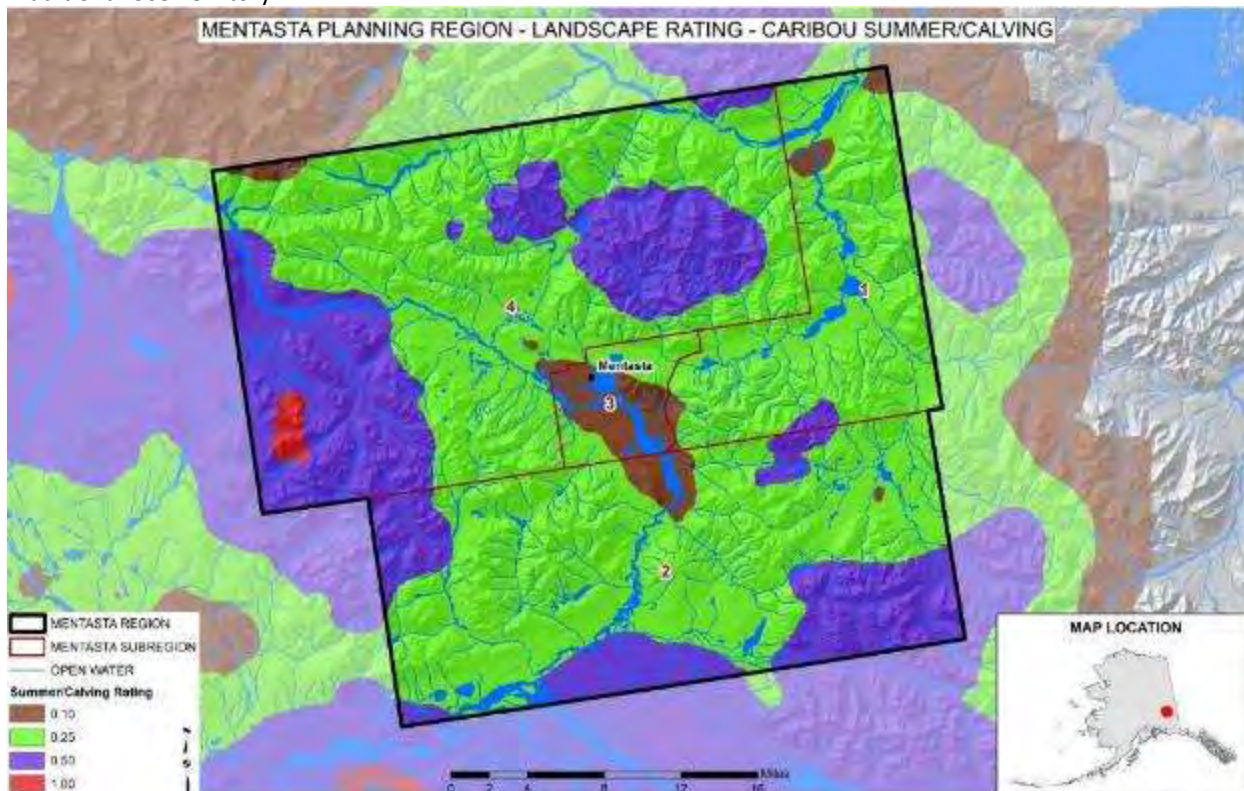 MENTASTA PLANNING REGION - LANDSCAPE RATING - CARIBOU SUMMER/CALVING
1
4
Mentasta
3
2
MENTASTA REGION
MENTASTA SUBREGION
OPEN WATER
Summer/Calving Rating
0.10
0.25
0.50
1.00
Miles
0 2 4 8 12 16
MAP LOCATION